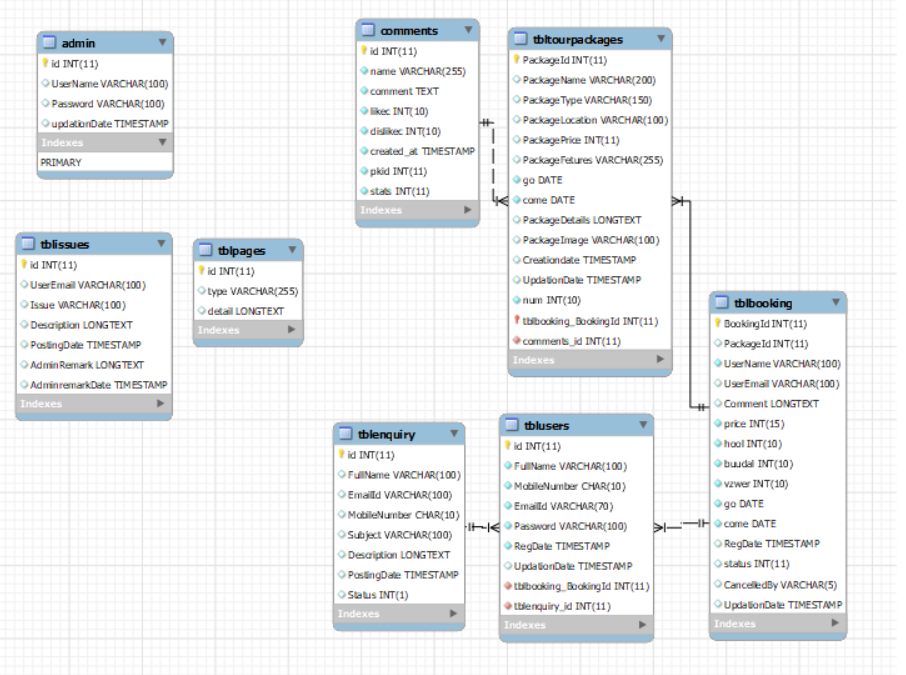 admin
id INT(11)
UserName VARCHAR(100)
Password VARCHAR(100)
updationDate TIMESTAMP
Indexes
PRIMARY
comments
id INT(11)
name VARCHAR(255)
comment TEXT
likec INT(10)
dislikec INT(10)
created_at TIMESTAMP
pkid INT(11)
stats INT(11)
Indexes
tbltourpackages
PackageId INT(11)
PackageName VARCHAR(200)
PackageType VARCHAR(150)
PackageLocation VARCHAR(100)
PackagePrice INT(11)
PackageFetures VARCHAR(255)
go DATE
come DATE
PackageDetails LONGTEXT
PackageImage VARCHAR(100)
Creationdate TIMESTAMP
UpdationDate TIMESTAMP
num INT(10)
tblbooking_BookingId INT(11)
comments_id INT(11)
Indexes
tblissues
id INT(11)
UserEmail VARCHAR(100)
Issue VARCHAR(100)
Description LONGTEXT
PostingDate TIMESTAMP
AdminRemark LONGTEXT
AdminremarkDate TIMESTAMP
Indexes
tblpages
id INT(11)
type VARCHAR(255)
detail LONGTEXT
Indexes
tblbooking
BookingId INT(11)
PackageId INT(11)
UserName VARCHAR(100)
UserEmail VARCHAR(100)
Comment LONGTEXT
price INT(15)
hool INT(10)
buudal INT(10)
vzwer INT(10)
go DATE
come DATE
RegDate TIMESTAMP
status INT(11)
CancelledBy VARCHAR(5)
UpdationDate TIMESTAMP
Indexes
tblenquiry
id INT(11)
FullName VARCHAR(100)
EmailId VARCHAR(100)
MobileNumber CHAR(10)
Subject VARCHAR(100)
Description LONGTEXT
PostingDate TIMESTAMP
Status INT(1)
Indexes
tblusers
id INT(11)
FullName VARCHAR(100)
MobileNumber CHAR(10)
EmailId VARCHAR(70)
Password VARCHAR(100)
RegDate TIMESTAMP
UpdationDate TIMESTAMP
tblbooking_BookingId INT(11)
tblenquiry_id INT(11)
Indexes